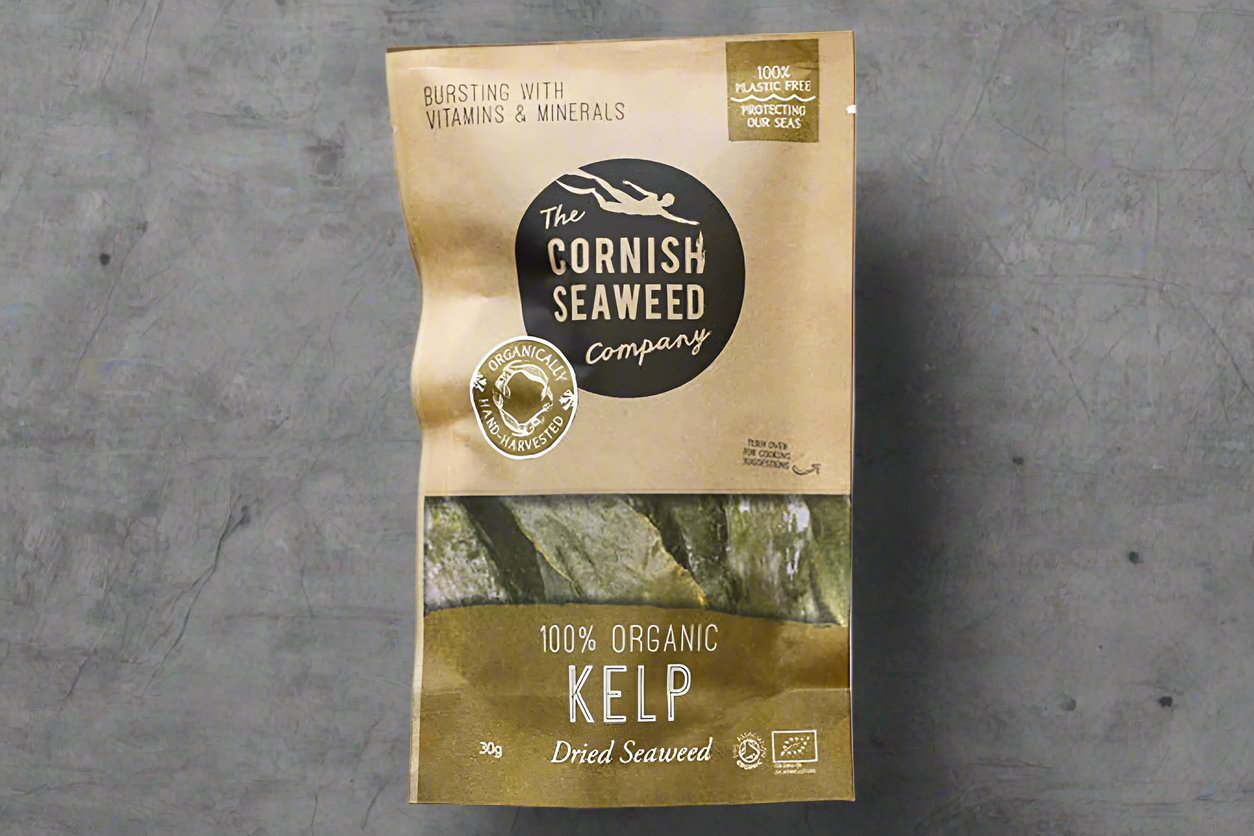 BURSTING WITH
VITAMINS & MINERALS
100%
PLASTIC FREE
PROTECTING
OUR SEAS
The
CORNISH
SEAWEED
Company
ORGANICALLY
HAND-HARVESTED
TURN OVER
FOR COOKING
SUGGESTIONS
100% ORGANIC
KELP
Dried Seaweed
30g
ORGANIC